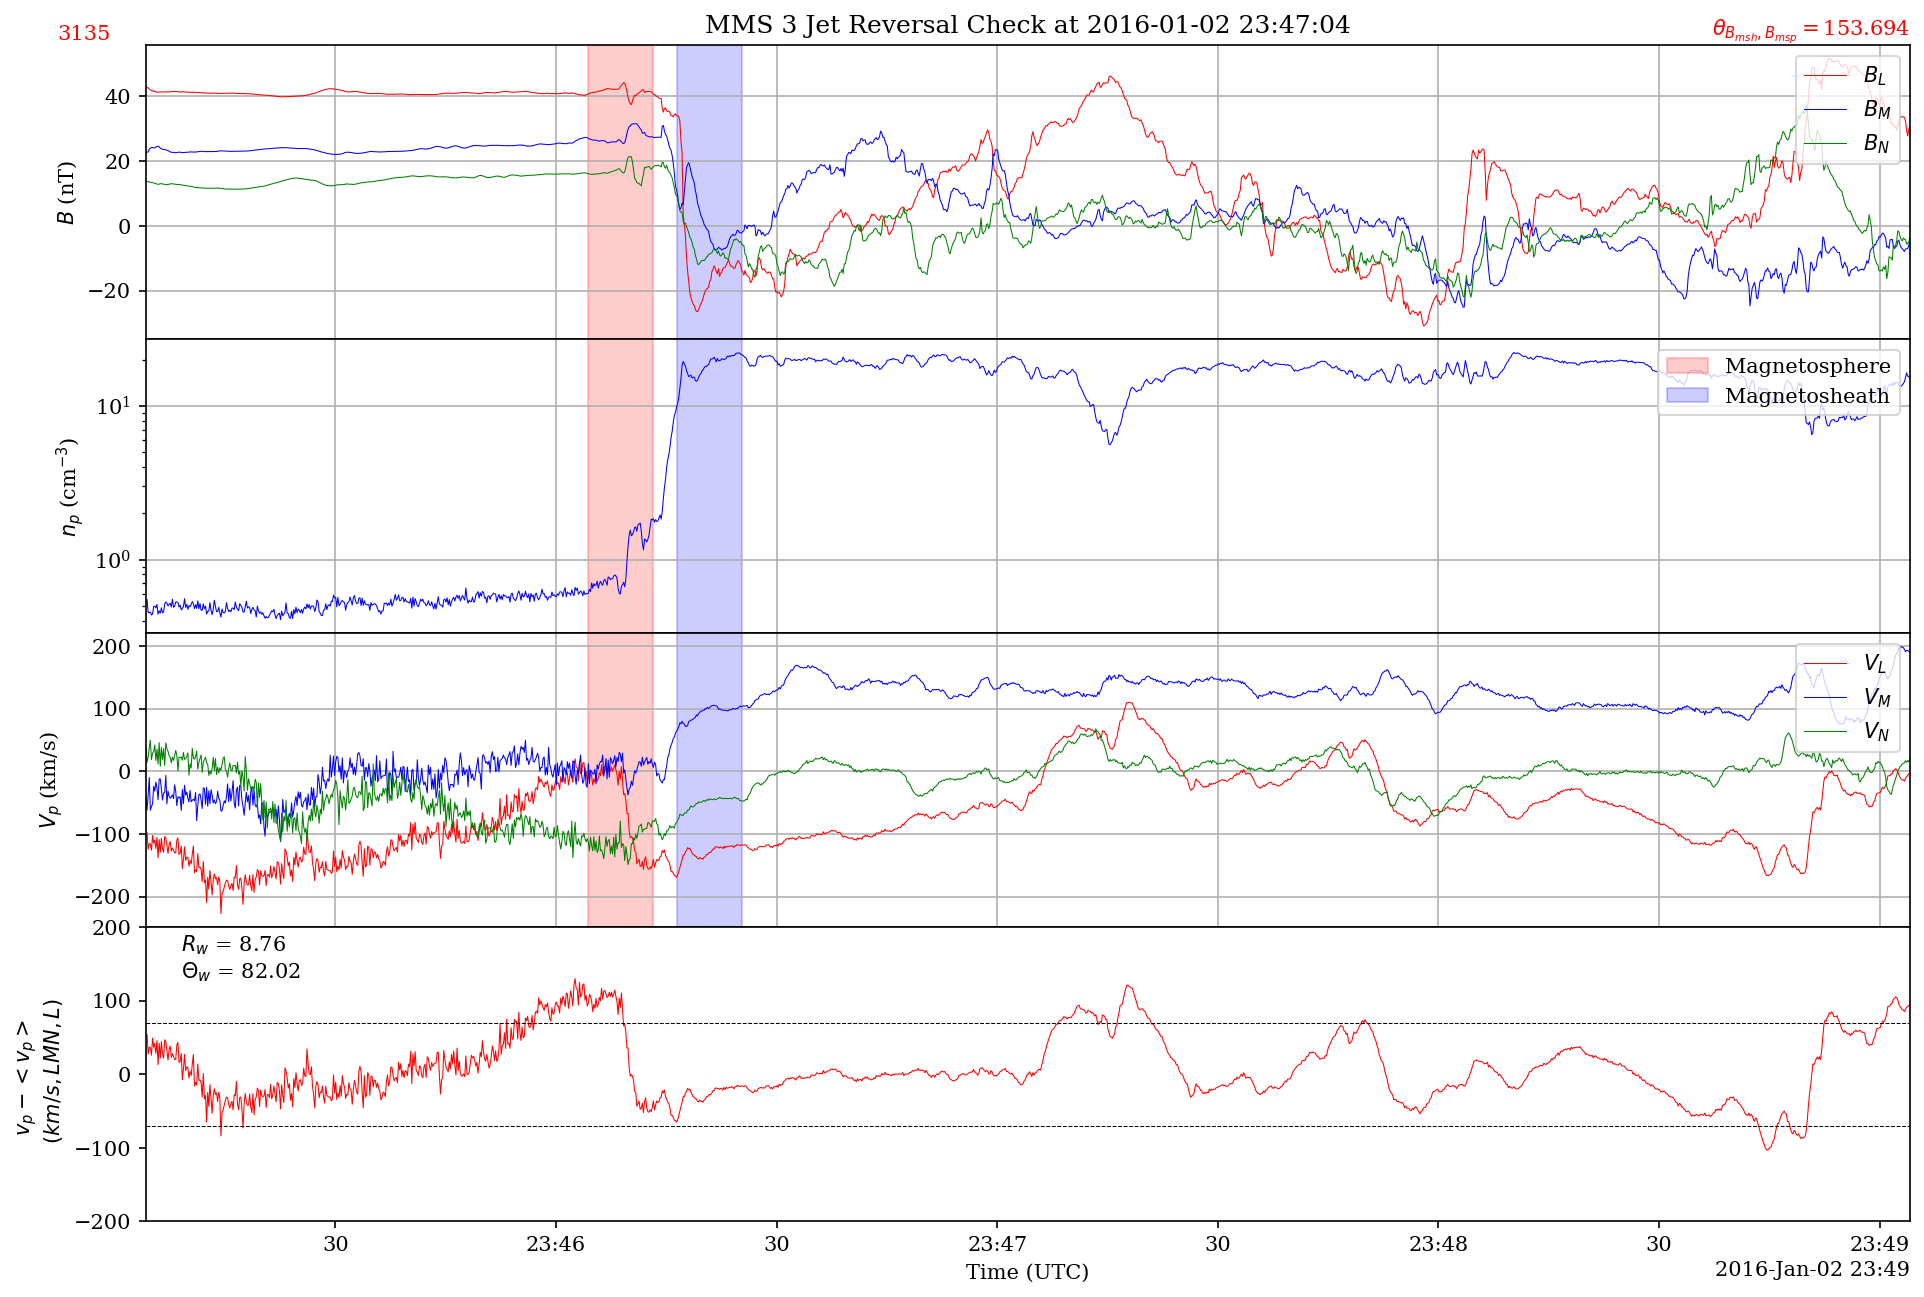 3135
MMS 3 Jet Reversal Check at 2016-01-02 23:47:04
θ_{B_{msh}, B_{msp}} = 153.694
B (nT)
40
20
0
−20
B_L
B_M
B_N
n_p (cm^{−3})
10^1
10^0
Magnetosphere
Magnetosheath
V_p (km/s)
200
100
0
−100
−200
V_L
V_M
V_N
v_p − <v_p>
(km/s, LMN, L)
200
100
0
−100
−200
R_w = 8.76
Θ_w = 82.02
30
23:46
30
23:47
30
23:48
30
23:49
Time (UTC)
2016-Jan-02 23:49